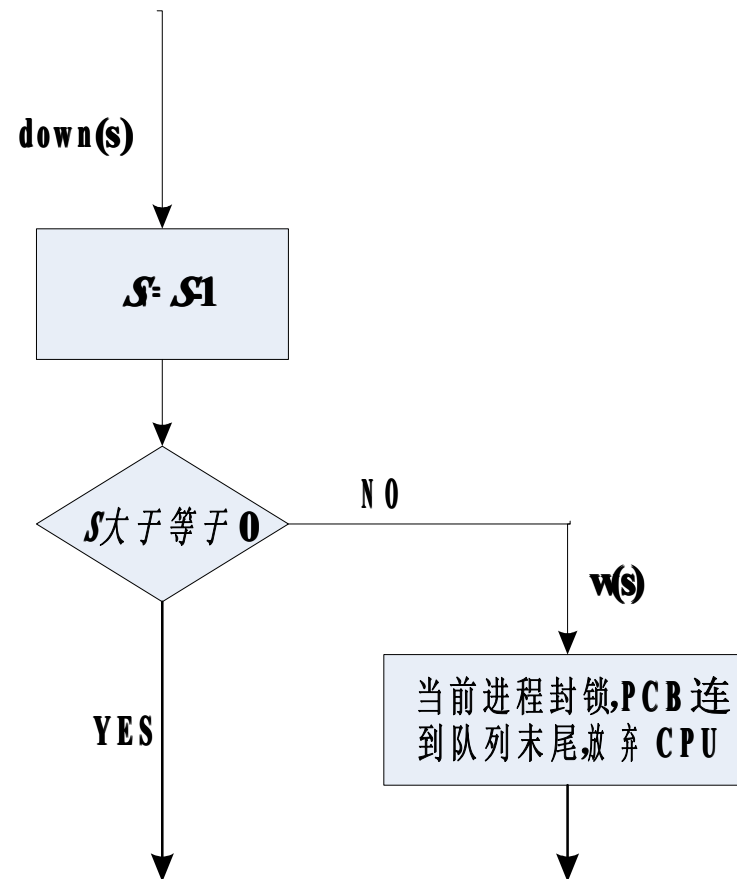 down(s)
S= S-1
S大于等于0
NO
w(s)
当前进程封锁,PCB连
到队列末尾,放弃CPU
YES